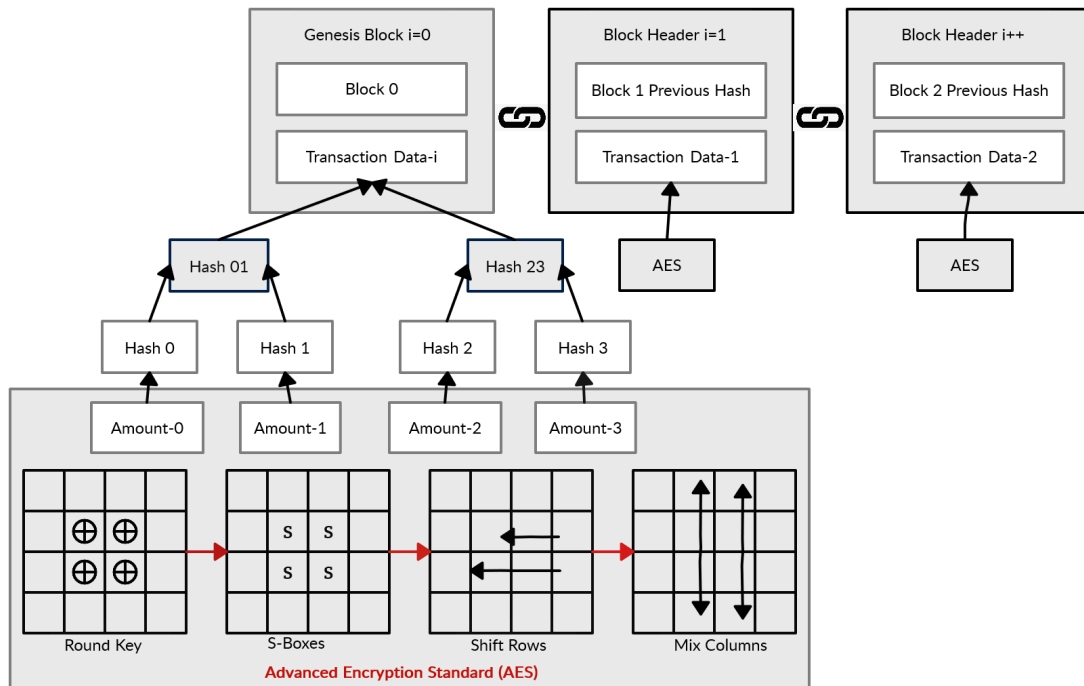 Genesis Block i=0
Block Header i=1
Block Header i++
Block 0
Block 1 Previous Hash
Block 2 Previous Hash
Transaction Data-i
Transaction Data-1
Transaction Data-2
Hash 01
Hash 23
AES
AES
Hash 0
Hash 1
Hash 2
Hash 3
Amount-0
Amount-1
Amount-2
Amount-3
S S
S S
Round Key
S-Boxes
Shift Rows
Mix Columns
Advanced Encryption Standard (AES)